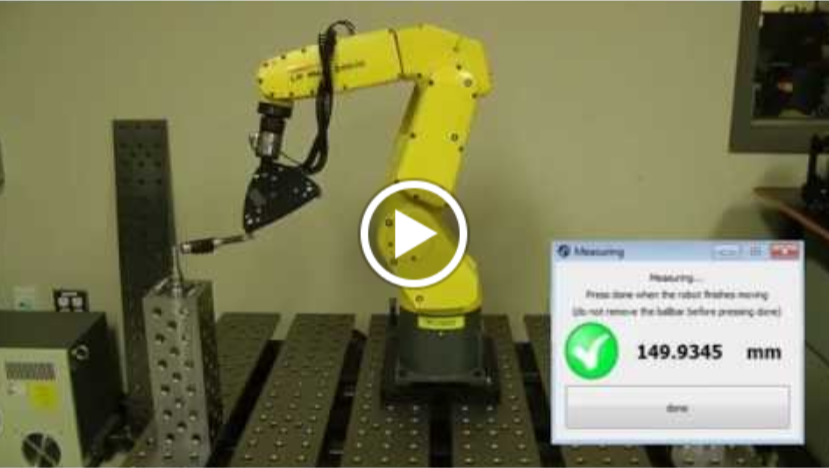 Measuring
Measuring...
Press done when the robot finishes moving
(do not remove the ballbar before pressing done)
149.9345 mm
done